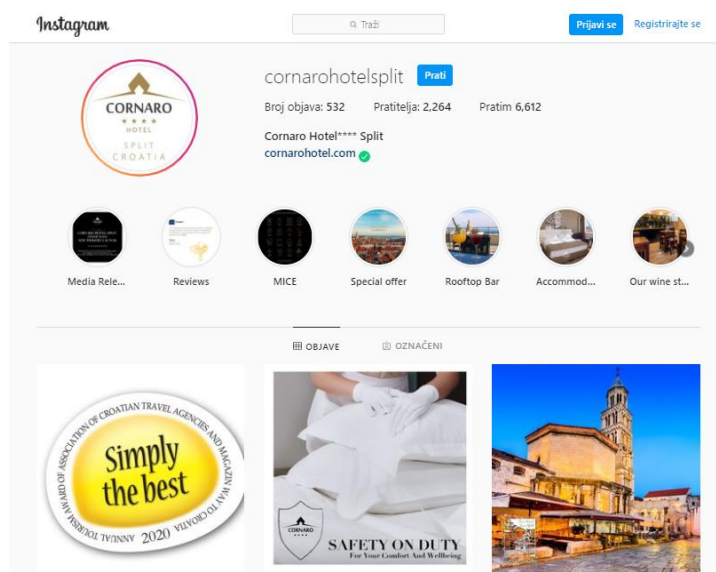 Instagram
Traži
Prijavi se
Registrirajte se
CORNARO
HOTEL
SPLIT
CROATIA
cornarohotelsplit
Prati
Broj objava: 532 Pratitelja: 2,264 Pratim 6,612
Cornaro Hotel**** Split
cornarohotel.com
Media Rele...
Reviews
MICE
Special offer
Rooftop Bar
Accommod...
Our wine st...
OBJAVE
OZNAČENI
ANNUAL TOURISM AWARD OF ASSOCIATION OF CROATIAN TRAVEL AGENCIES AND MAGAZIN WAY TO CROATIA
Simply
the best
2020
CORNARO
SAFETY ON DUTY
For Your Comfort And Wellbeing